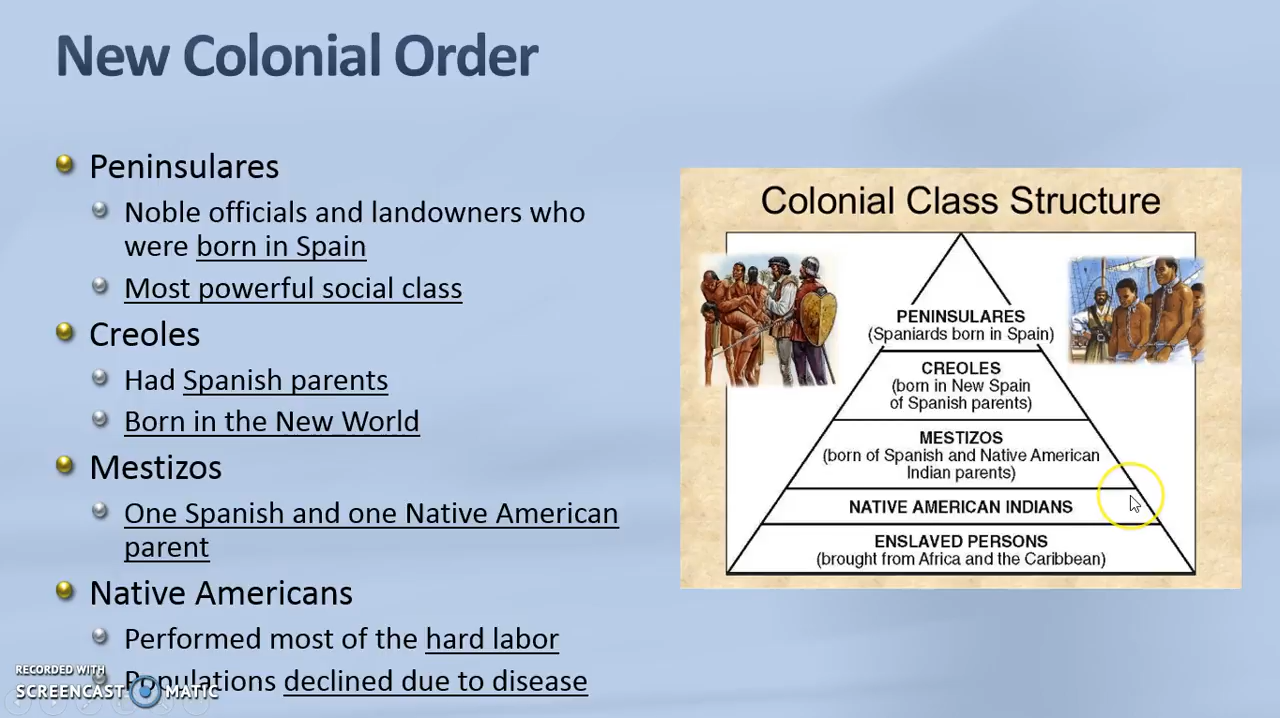 New Colonial Order
Peninsulares
Noble officials and landowners who
were born in Spain
Most powerful social class
Creoles
Had Spanish parents
Born in the New World
Mestizos
One Spanish and one Native American
parent
Native Americans
Performed most of the hard labor
Populations declined due to disease
Colonial Class Structure
PENINSULARES
(Spaniards born in Spain)
CREOLES
(born in New Spain
of Spanish parents)
MESTIZOS
(born of Spanish and Native American
Indian parents)
NATIVE AMERICAN INDIANS
ENSLAVED PERSONS
(brought from Africa and the Caribbean)
RECORDED WITH
SCREENCAST MATIC